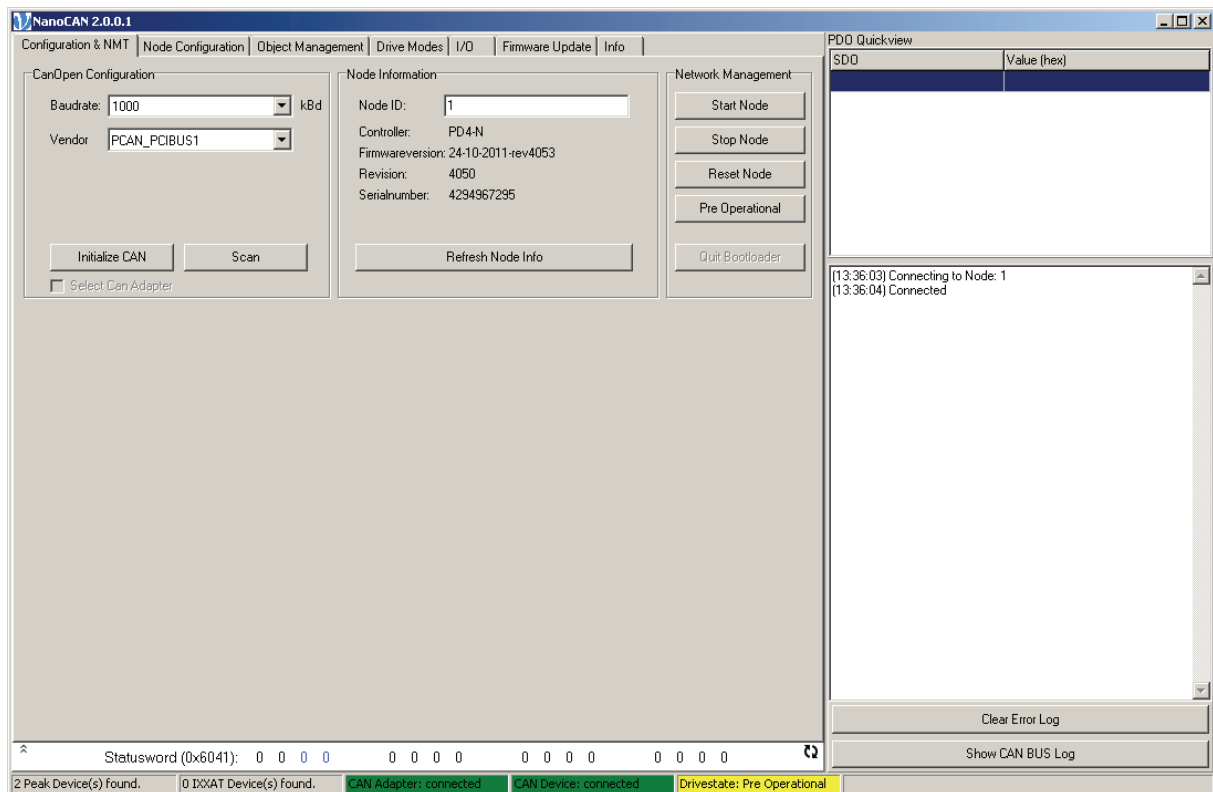 NanoCAN 2.0.0.1
Configuration & NMT Node Configuration Object Management Drive Modes I/O Firmware Update Info
CanOpen Configuration
Baudrate: 1000 kBd
Vendor PCAN_PCIBUS1
Initialize CAN Scan
Select Can Adapter
Node Information
Node ID: 1
Controller: PD4-N
Firmwareversion: 24-10-2011-rev4053
Revision: 4050
Serialnumber: 4294967295
Refresh Node Info
Network Management
Start Node
Stop Node
Reset Node
Pre Operational
Quit Bootloader
PDO Quickview
SDO Value (hex)
(13:36:03) Connecting to Node: 1
(13:36:04) Connected
Clear Error Log
Show CAN BUS Log
Statusword (0x6041): 0 0 0 0 0 0 0 0 0 0 0 0 0 0 0 0
2 Peak Device(s) found. 0 IXXAT Device(s) found. CAN Adapter: connected CAN Device: connected Drivestate: Pre Operational